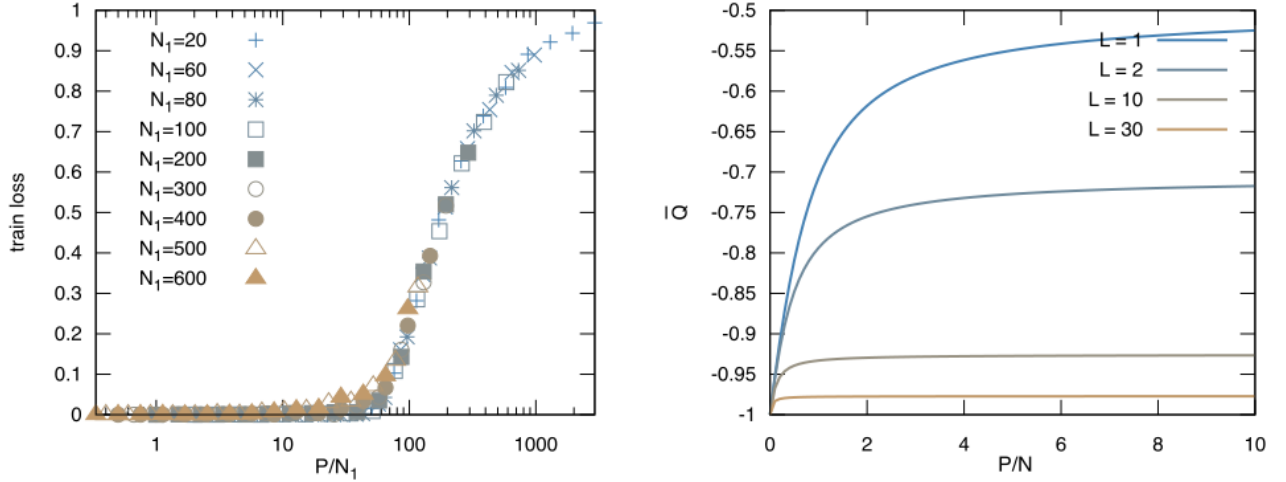 1
0.9
0.8
0.7
0.6
0.5
0.4
0.3
0.2
0.1
0
train loss
N₁=20
N₁=60
N₁=80
N₁=100
N₁=200
N₁=300
N₁=400
N₁=500
N₁=600
1 10 100 1000
P/N₁
-0.5
-0.55
-0.6
-0.65
-0.7
-0.75
-0.8
-0.85
-0.9
-0.95
-1
Q̅
L = 1
L = 2
L = 10
L = 30
0 2 4 6 8 10
P/N